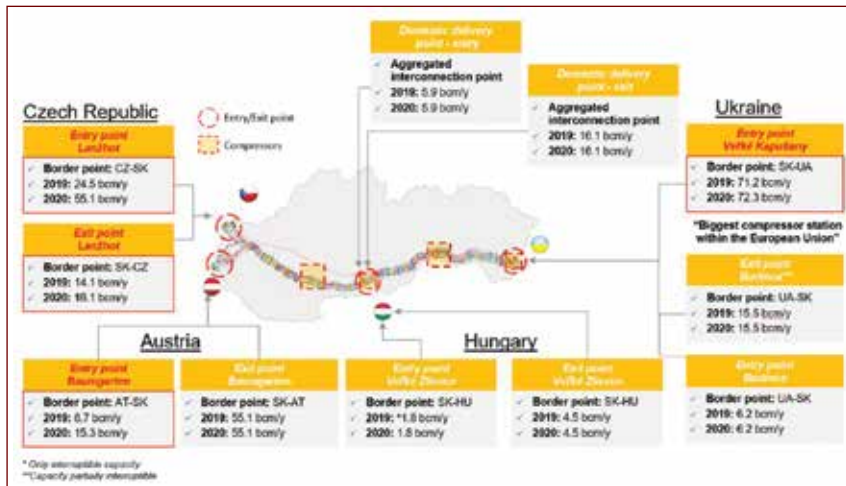 Domestic delivery
point - entry
Aggregated
interconnection point
2019: 5.9 bcm/y
2020: 5.9 bcm/y
Domestic delivery
point - exit
Aggregated
interconnection point
2019: 16.1 bcm/y
2020: 16.1 bcm/y
Czech Republic
Entry point
Lanžhot
Border point: CZ-SK
2019: 24.5 bcm/y
2020: 55.1 bcm/y
Exit point
Lanžhot
Border point: SK-CZ
2019: 14.1 bcm/y
2020: 16.1 bcm/y
Entry/Exit point
Compressors
Ukraine
Entry point
Veľké Kapušany
Border point: SK-UA
2019: 71.2 bcm/y
2020: 72.3 bcm/y
"Biggest compressor station
within the European Union"
Exit point
Budince**
Border point: UA-SK
2019: 15.5 bcm/y
2020: 15.5 bcm/y
Entry point
Budince
Border point: UA-SK
2019: 6.2 bcm/y
2020: 6.2 bcm/y
Austria
Entry point
Baumgarten
Border point: AT-SK
2019: 6.7 bcm/y
2020: 15.3 bcm/y
Exit point
Baumgarten
Border point: SK-AT
2019: 55.1 bcm/y
2020: 55.1 bcm/y
Hungary
Entry point
Veľké Zlievce
Border point: SK-HU
2019: *1.8 bcm/y
2020: 1.8 bcm/y
Exit point
Veľké Zlievce
Border point: SK-HU
2019: 4.5 bcm/y
2020: 4.5 bcm/y
* Only interruptible capacity
**Capacity partially interruptible